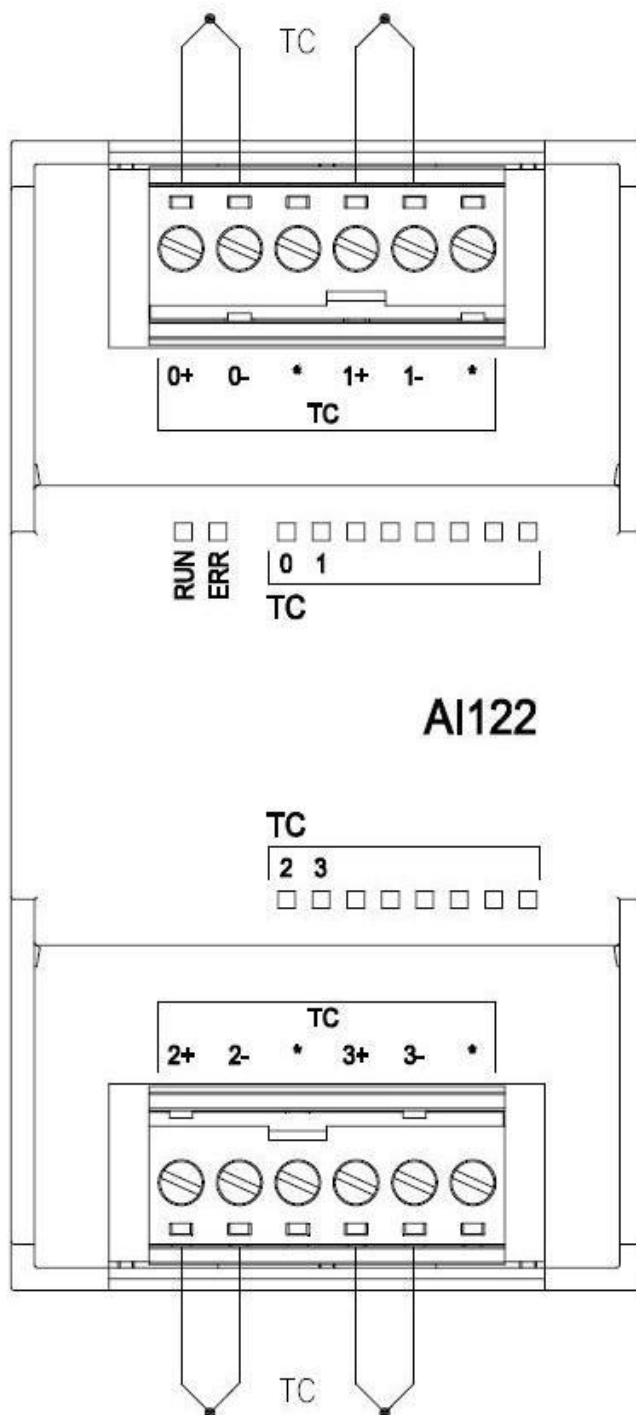 TC
0+ 0- * 1+ 1- *
TC
RUN ERR
0 1
TC
AI122
TC
2 3
TC
2+ 2- * 3+ 3- *
TC